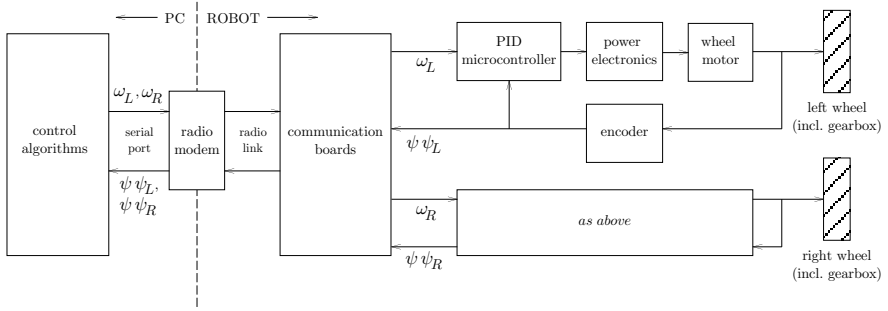 PC ROBOT
control
algorithms
ω_L, ω_R
serial
port
ψ ψ_L,
ψ ψ_R
radio
modem
radio
link
communication
boards
ω_L
PID
microcontroller
power
electronics
wheel
motor
left wheel
(incl. gearbox)
encoder
ψ ψ_L
ω_R
as above
ψ ψ_R
right wheel
(incl. gearbox)